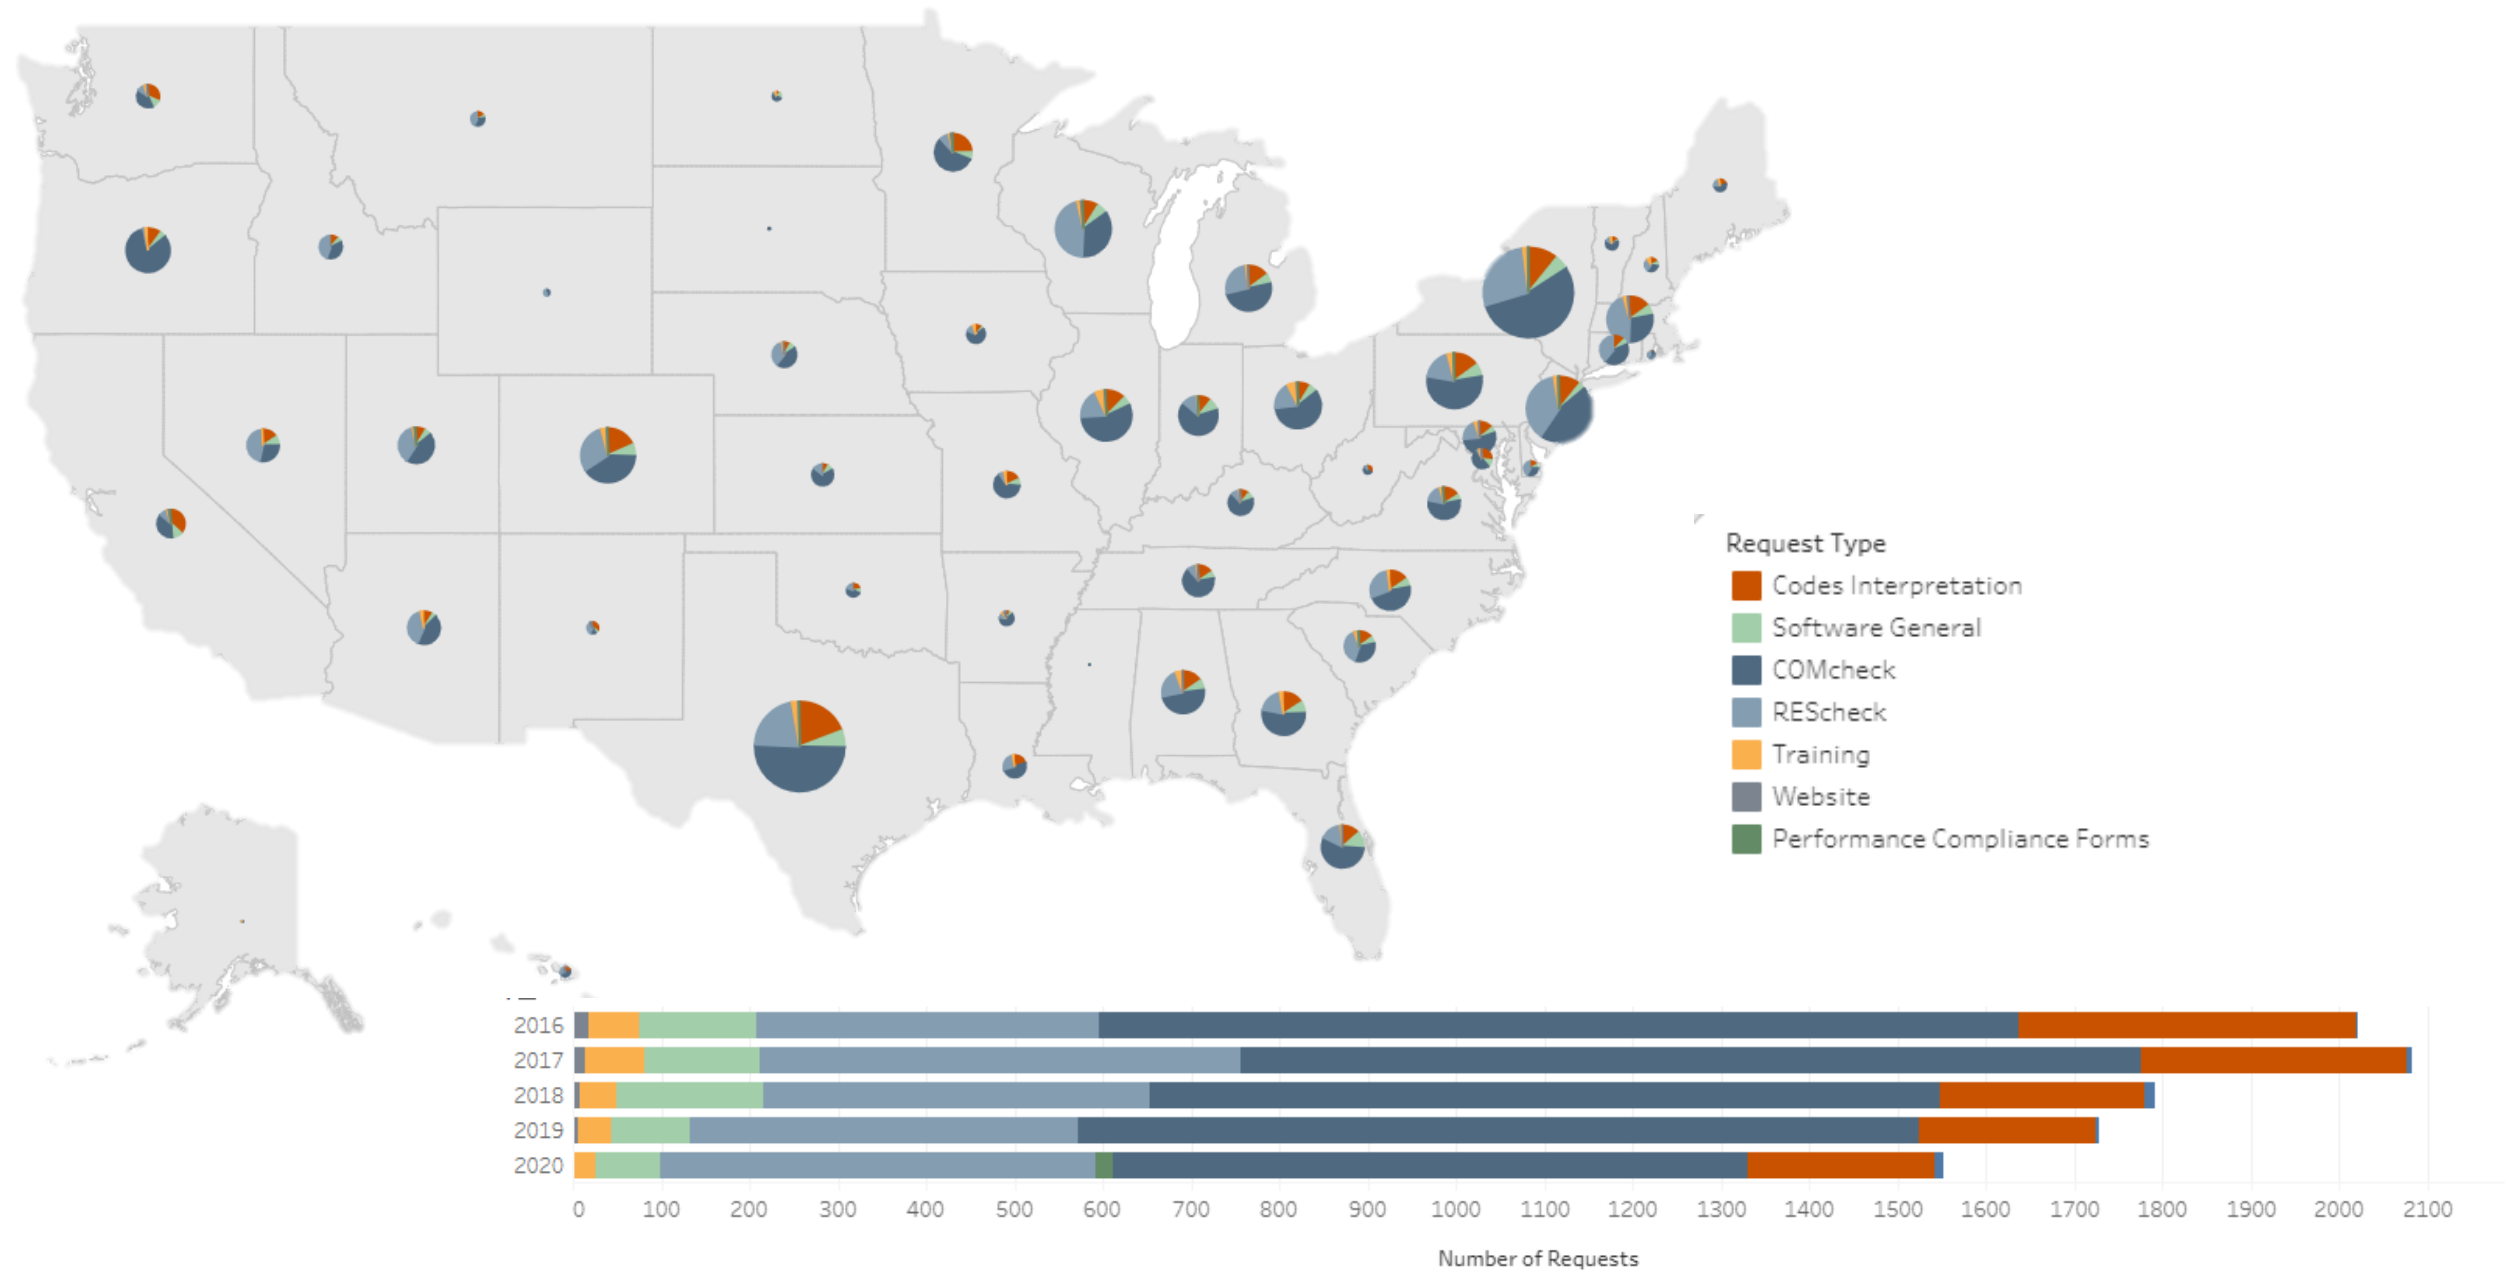 Request Type
Codes Interpretation
Software General
COMcheck
REScheck
Training
Website
Performance Compliance Forms
2016
2017
2018
2019
2020
0 100 200 300 400 500 600 700 800 900 1000 1100 1200 1300 1400 1500 1600 1700 1800 1900 2000 2100
Number of Requests